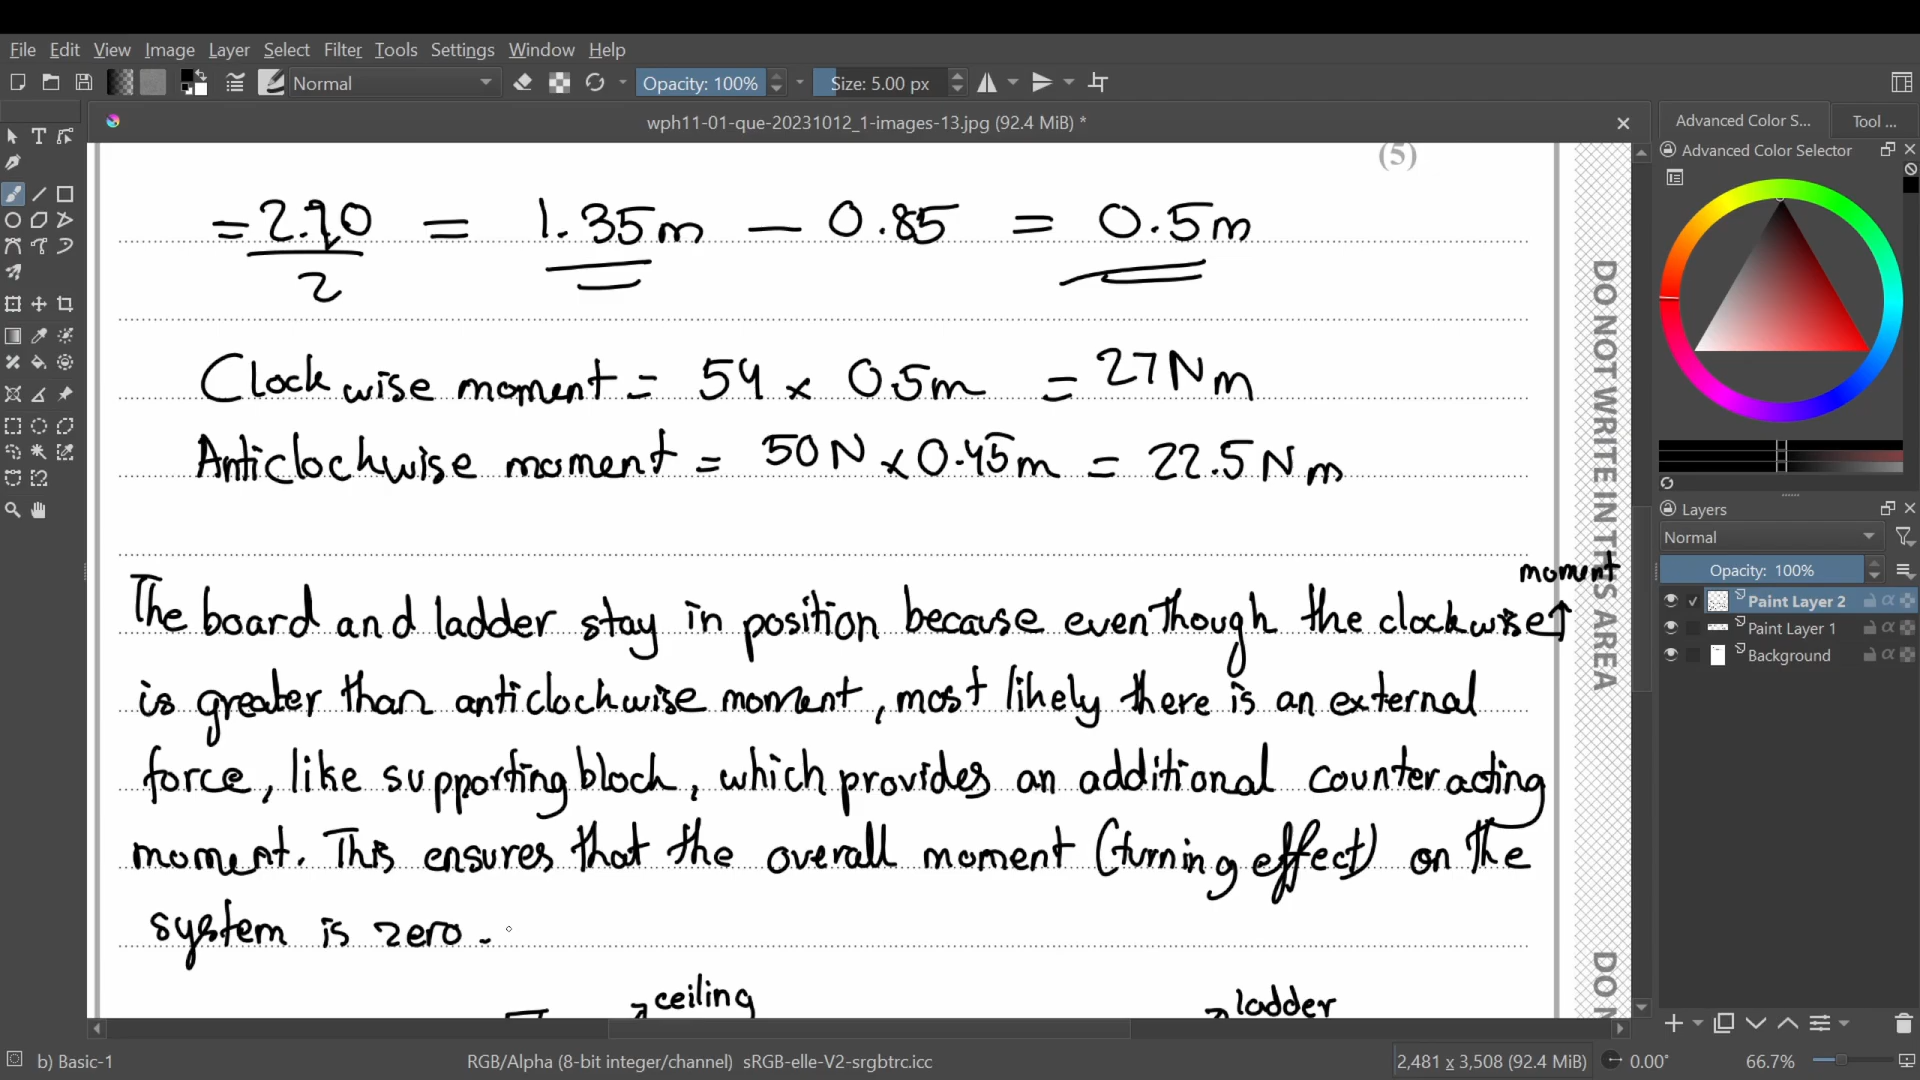 File Edit View Image Layer Select Filter Tools Settings Window Help
Normal Opacity: 100% Size: 5.00 px
wph11-01-que-20231012_1-images-13.jpg (92.4 MiB) *
Advanced Color S... Tool ...
Advanced Color Selector
(5)
= 2.70 / 2 = 1.35m — 0.85 = 0.5m
Clockwise moment = 54 x 0.5m = 27Nm
Anticlockwise moment = 50N x 0.45m = 22.5Nm
moment
The board and ladder stay in position because even though the clockwise
is greater than anticlockwise moment, most likely there is an external
force, like supporting block, which provides an additional counteracting
moment. This ensures that the overall moment (turning effect) on the
system is zero.
ceiling
ladder
DO NOT WRITE IN THIS AREA
DO N
Layers
Normal
Opacity: 100%
Paint Layer 2
Paint Layer 1
Background
b) Basic-1
RGB/Alpha (8-bit integer/channel) sRGB-elle-V2-srgbtrc.icc
2,481 x 3,508 (92.4 MiB)
0.00°
66.7%